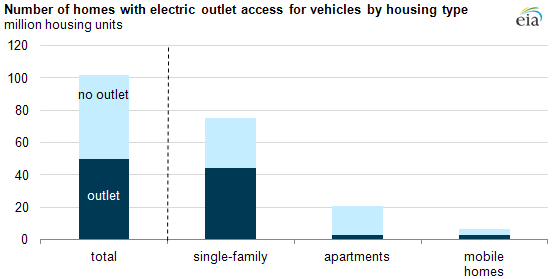 Number of homes with electric outlet access for vehicles by housing type
million housing units
eia
120
100
80
60
40
20
0
no outlet
outlet
total
single-family
apartments
mobile
homes